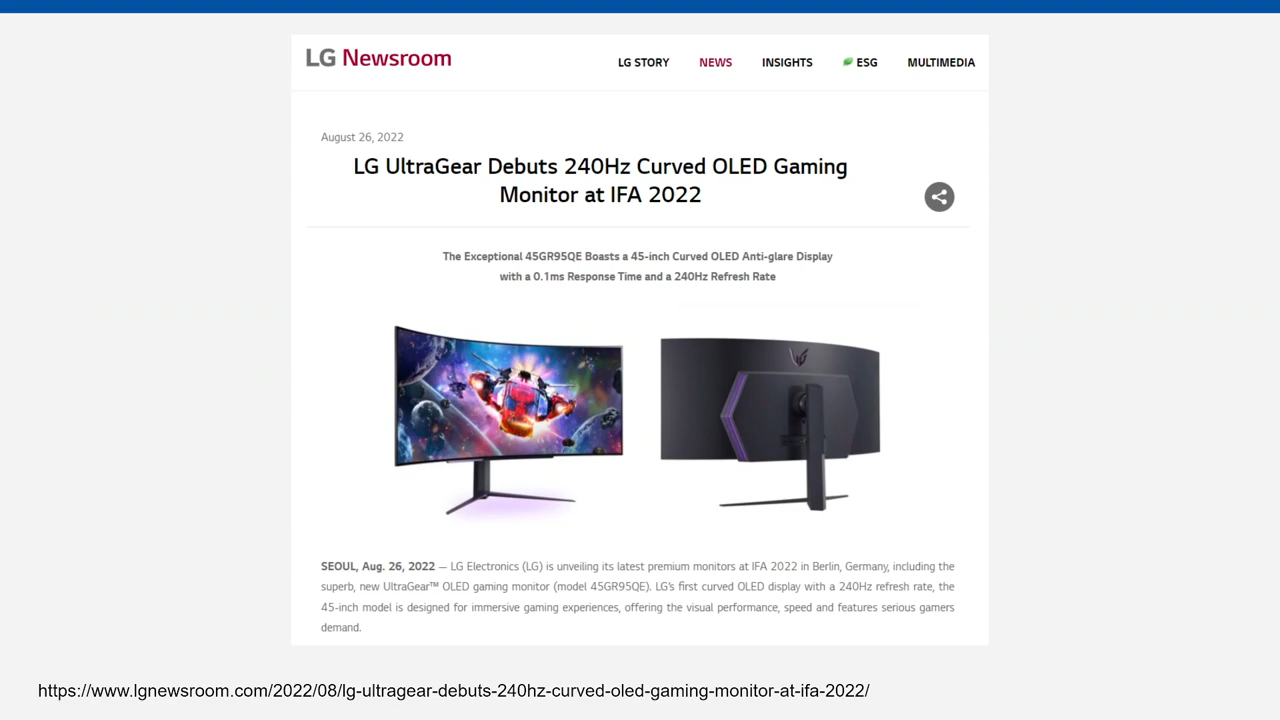 LG Newsroom
LG STORY NEWS INSIGHTS ESG MULTIMEDIA
August 26, 2022
LG UltraGear Debuts 240Hz Curved OLED Gaming
Monitor at IFA 2022
The Exceptional 45GR95QE Boasts a 45-inch Curved OLED Anti-glare Display
with a 0.1ms Response Time and a 240Hz Refresh Rate
SEOUL, Aug. 26, 2022 — LG Electronics (LG) is unveiling its latest premium monitors at IFA 2022 in Berlin, Germany, including the
superb, new UltraGear™ OLED gaming monitor (model 45GR95QE). LG's first curved OLED display with a 240Hz refresh rate, the
45-inch model is designed for immersive gaming experiences, offering the visual performance, speed and features serious gamers
demand.
https://www.lgnewsroom.com/2022/08/lg-ultragear-debuts-240hz-curved-oled-gaming-monitor-at-ifa-2022/